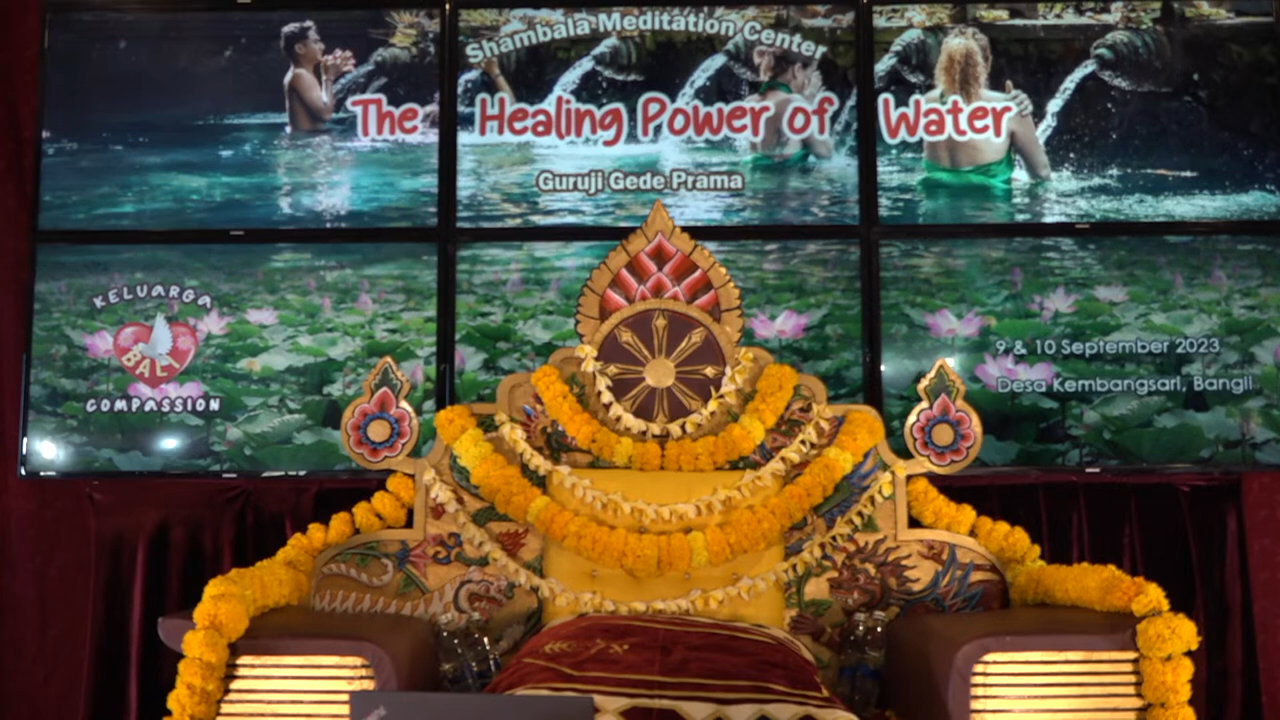 Shambala Meditation Center
The Healing Power of Water
Guruji Gede Prama
KELUARGA
BALI
COMPASSION
9 & 10 September 2023
Desa Kembangsari, Bangli